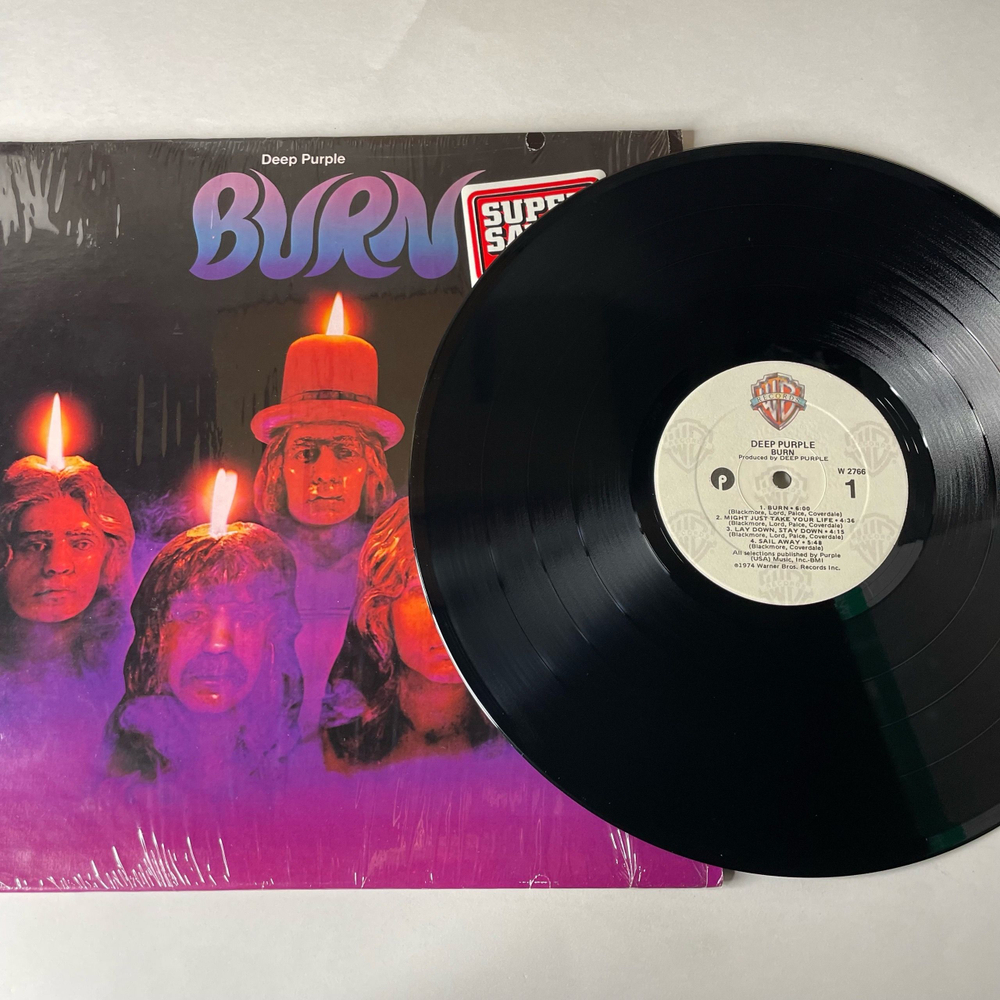 Deep Purple
BURN
SUPE
SA
RECORDS
DEEP PURPLE
BURN
Produced by DEEP PURPLE
W 2766
P
1
1. BURN • 6:00
(Blackmore, Lord, Paice, Coverdale)
2. MIGHT JUST TAKE YOUR LIFE • 4:36
(Blackmore, Lord, Paice, Coverdale)
3. LAY DOWN, STAY DOWN • 4:15
(Blackmore, Lord, Paice, Coverdale)
4. SAIL AWAY • 5:48
(Blackmore, Coverdale)
All selections published by Purple
(USA) Music, Inc.-BMI
℗1974 Warner Bros. Records Inc.